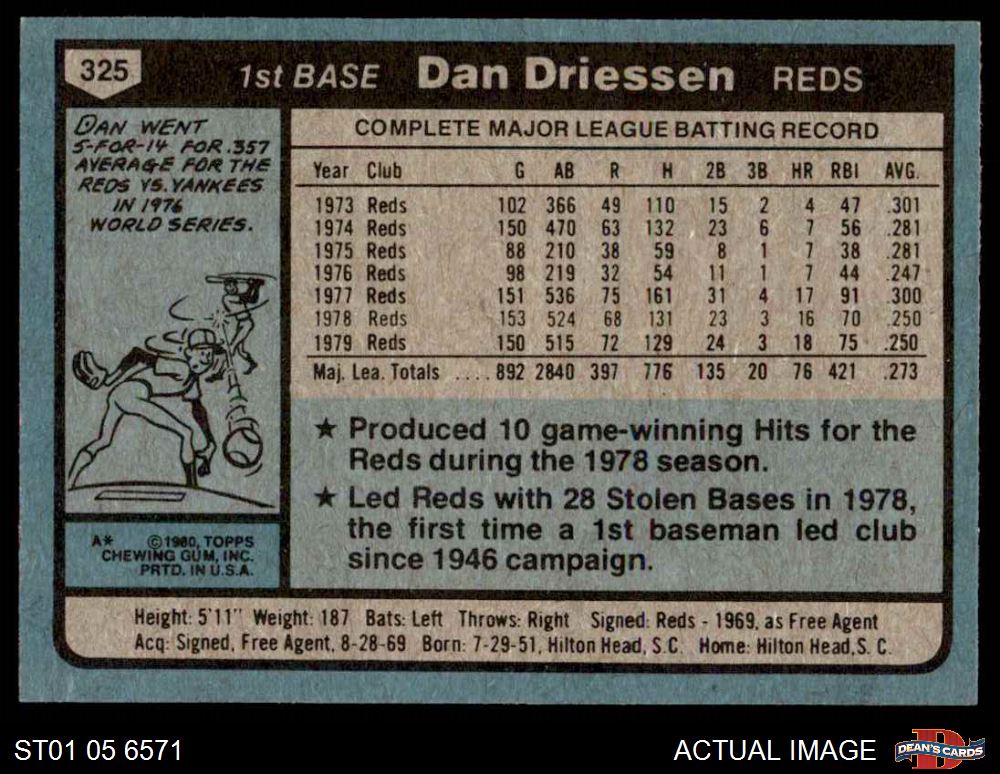 325 1st BASE Dan Driessen REDS
DAN WENT
5-FOR-14 FOR .357
AVERAGE FOR THE
REDS VS. YANKEES
IN 1976
WORLD SERIES.
A* ©1980, TOPPS
CHEWING GUM, INC.
PRTD. IN U.S.A.
COMPLETE MAJOR LEAGUE BATTING RECORD
Year Club G AB R H 2B 3B HR RBI AVG.
1973 Reds 102 366 49 110 15 2 4 47 .301
1974 Reds 150 470 63 132 23 6 7 56 .281
1975 Reds 88 210 38 59 8 1 7 38 .281
1976 Reds 98 219 32 54 11 1 7 44 .247
1977 Reds 151 536 75 161 31 4 17 91 .300
1978 Reds 153 524 68 131 23 3 16 70 .250
1979 Reds 150 515 72 129 24 3 18 75 .250
Maj. Lea. Totals ....892 2840 397 776 135 20 76 421 .273
★ Produced 10 game-winning Hits for the
Reds during the 1978 season.
★ Led Reds with 28 Stolen Bases in 1978,
the first time a 1st baseman led club
since 1946 campaign.
Height: 5'11" Weight: 187 Bats: Left Throws: Right Signed: Reds - 1969, as Free Agent
Acq: Signed, Free Agent, 8-28-69 Born: 7-29-51, Hilton Head, S.C. Home: Hilton Head, S. C.
ST01 05 6571 ACTUAL IMAGE D DEAN'S CARDS